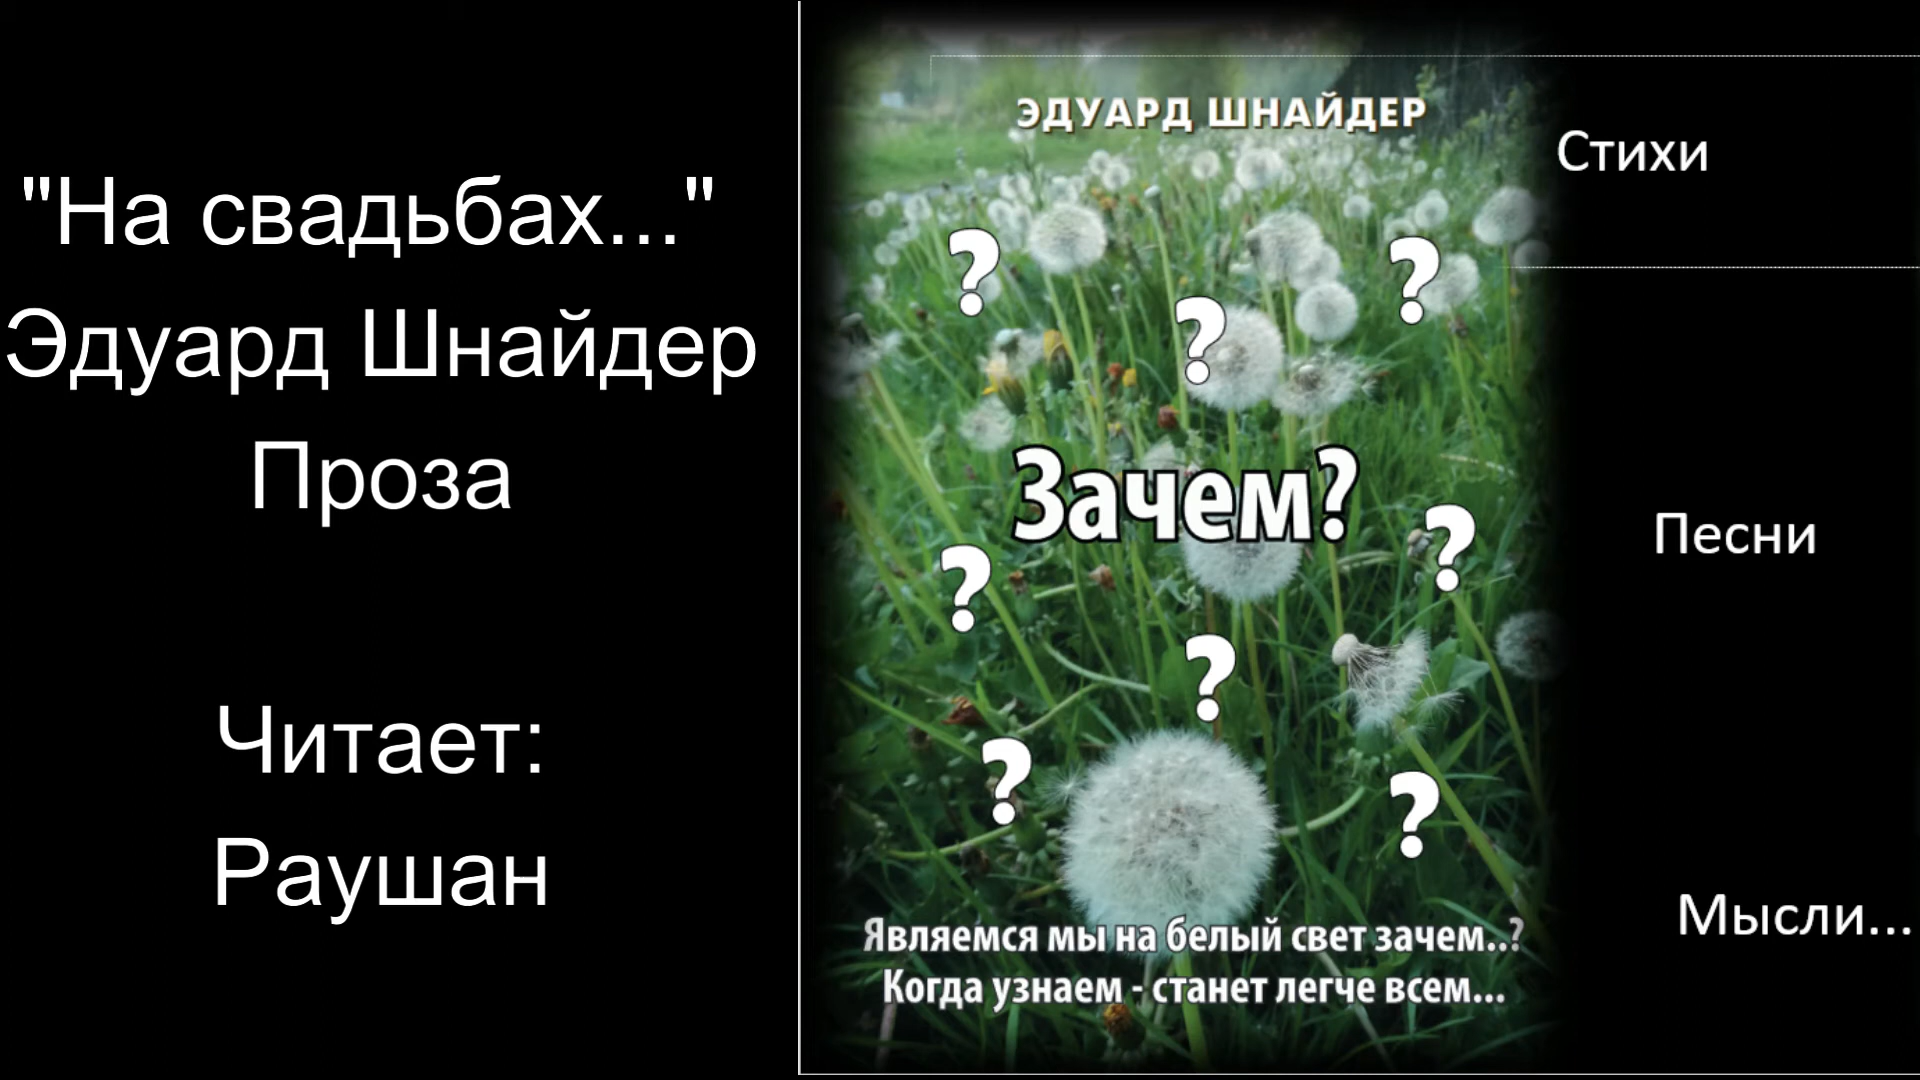 "На свадьбах..."
Эдуард Шнайдер
Проза
Читает:
Раушан
ЭДУАРД ШНАЙДЕР
? ? ?
Зачем?
? ?
?
? ?
Являемся мы на белый свет зачем..?
Когда узнаем - станет легче всем...
Стихи
Песни
Мысли...